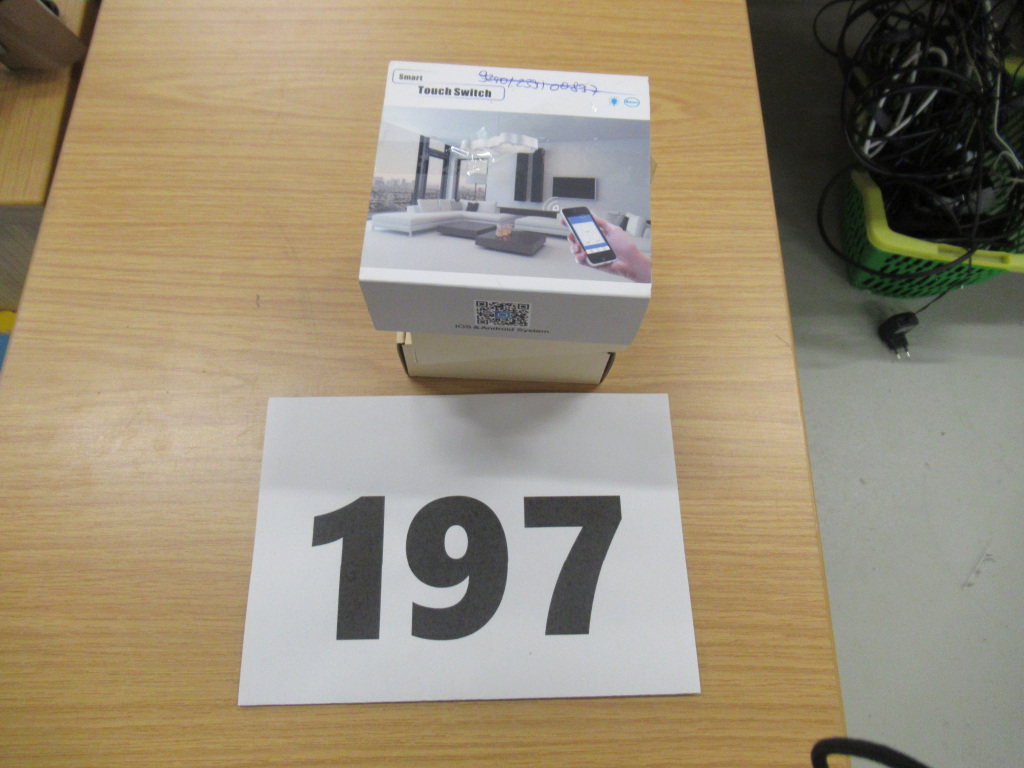 Smart
Touch Switch
IOS & Android System
197